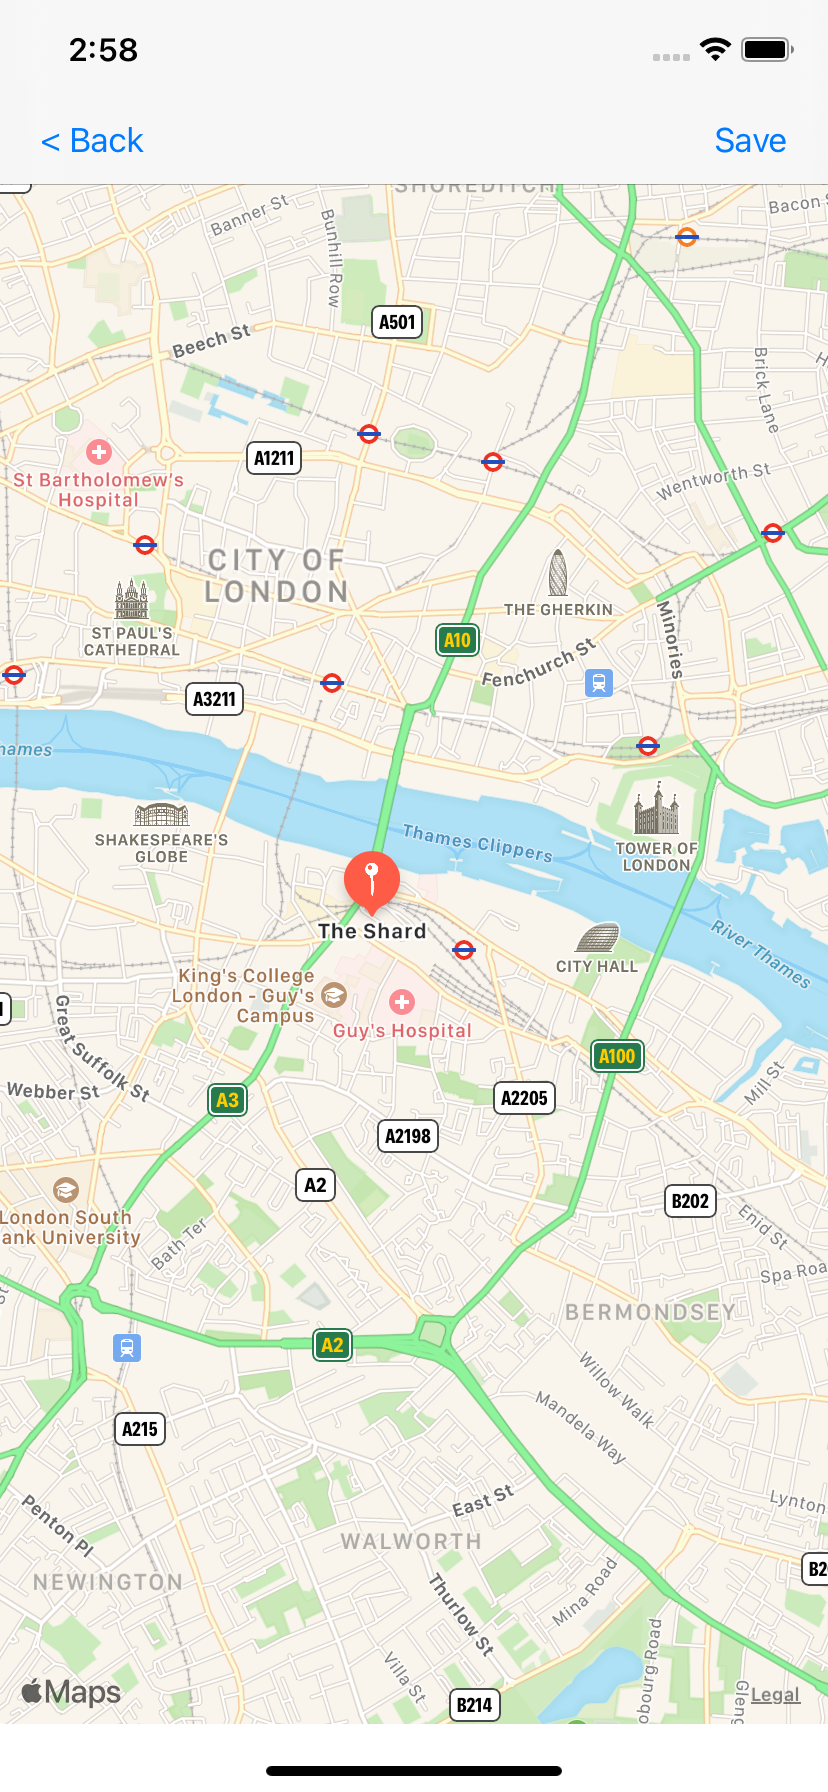 2:58
< Back
Save
SHOREDITCH
Banner St
Bunhill Row
Bacon
A501
Beech St
Brick Lane
A1211
St Bartholomew's
Hospital
Wentworth St
CITY OF
LONDON
THE GHERKIN
ST PAUL'S
CATHEDRAL
A10
Minories
Fenchurch St
A3211
hames
SHAKESPEARE'S
GLOBE
Thames Clippers
TOWER OF
LONDON
The Shard
River Thames
CITY HALL
King's College
London - Guy's
Campus
Guy's Hospital
Great Suffolk St
A100
Webber St
A3
A2205
Mill St
A2198
A2
B202
London South
ank University
Bath Ter
Enid St
Spa Roa
St
BERMONDSEY
A2
Willow Walk
Mandela Way
A215
East St
Lynton
Penton Pl
WALWORTH
NEWINGTON
B2
Thurlow St
Mina Road
Villa St
obourg Road
Gleng
Maps
B214
Legal